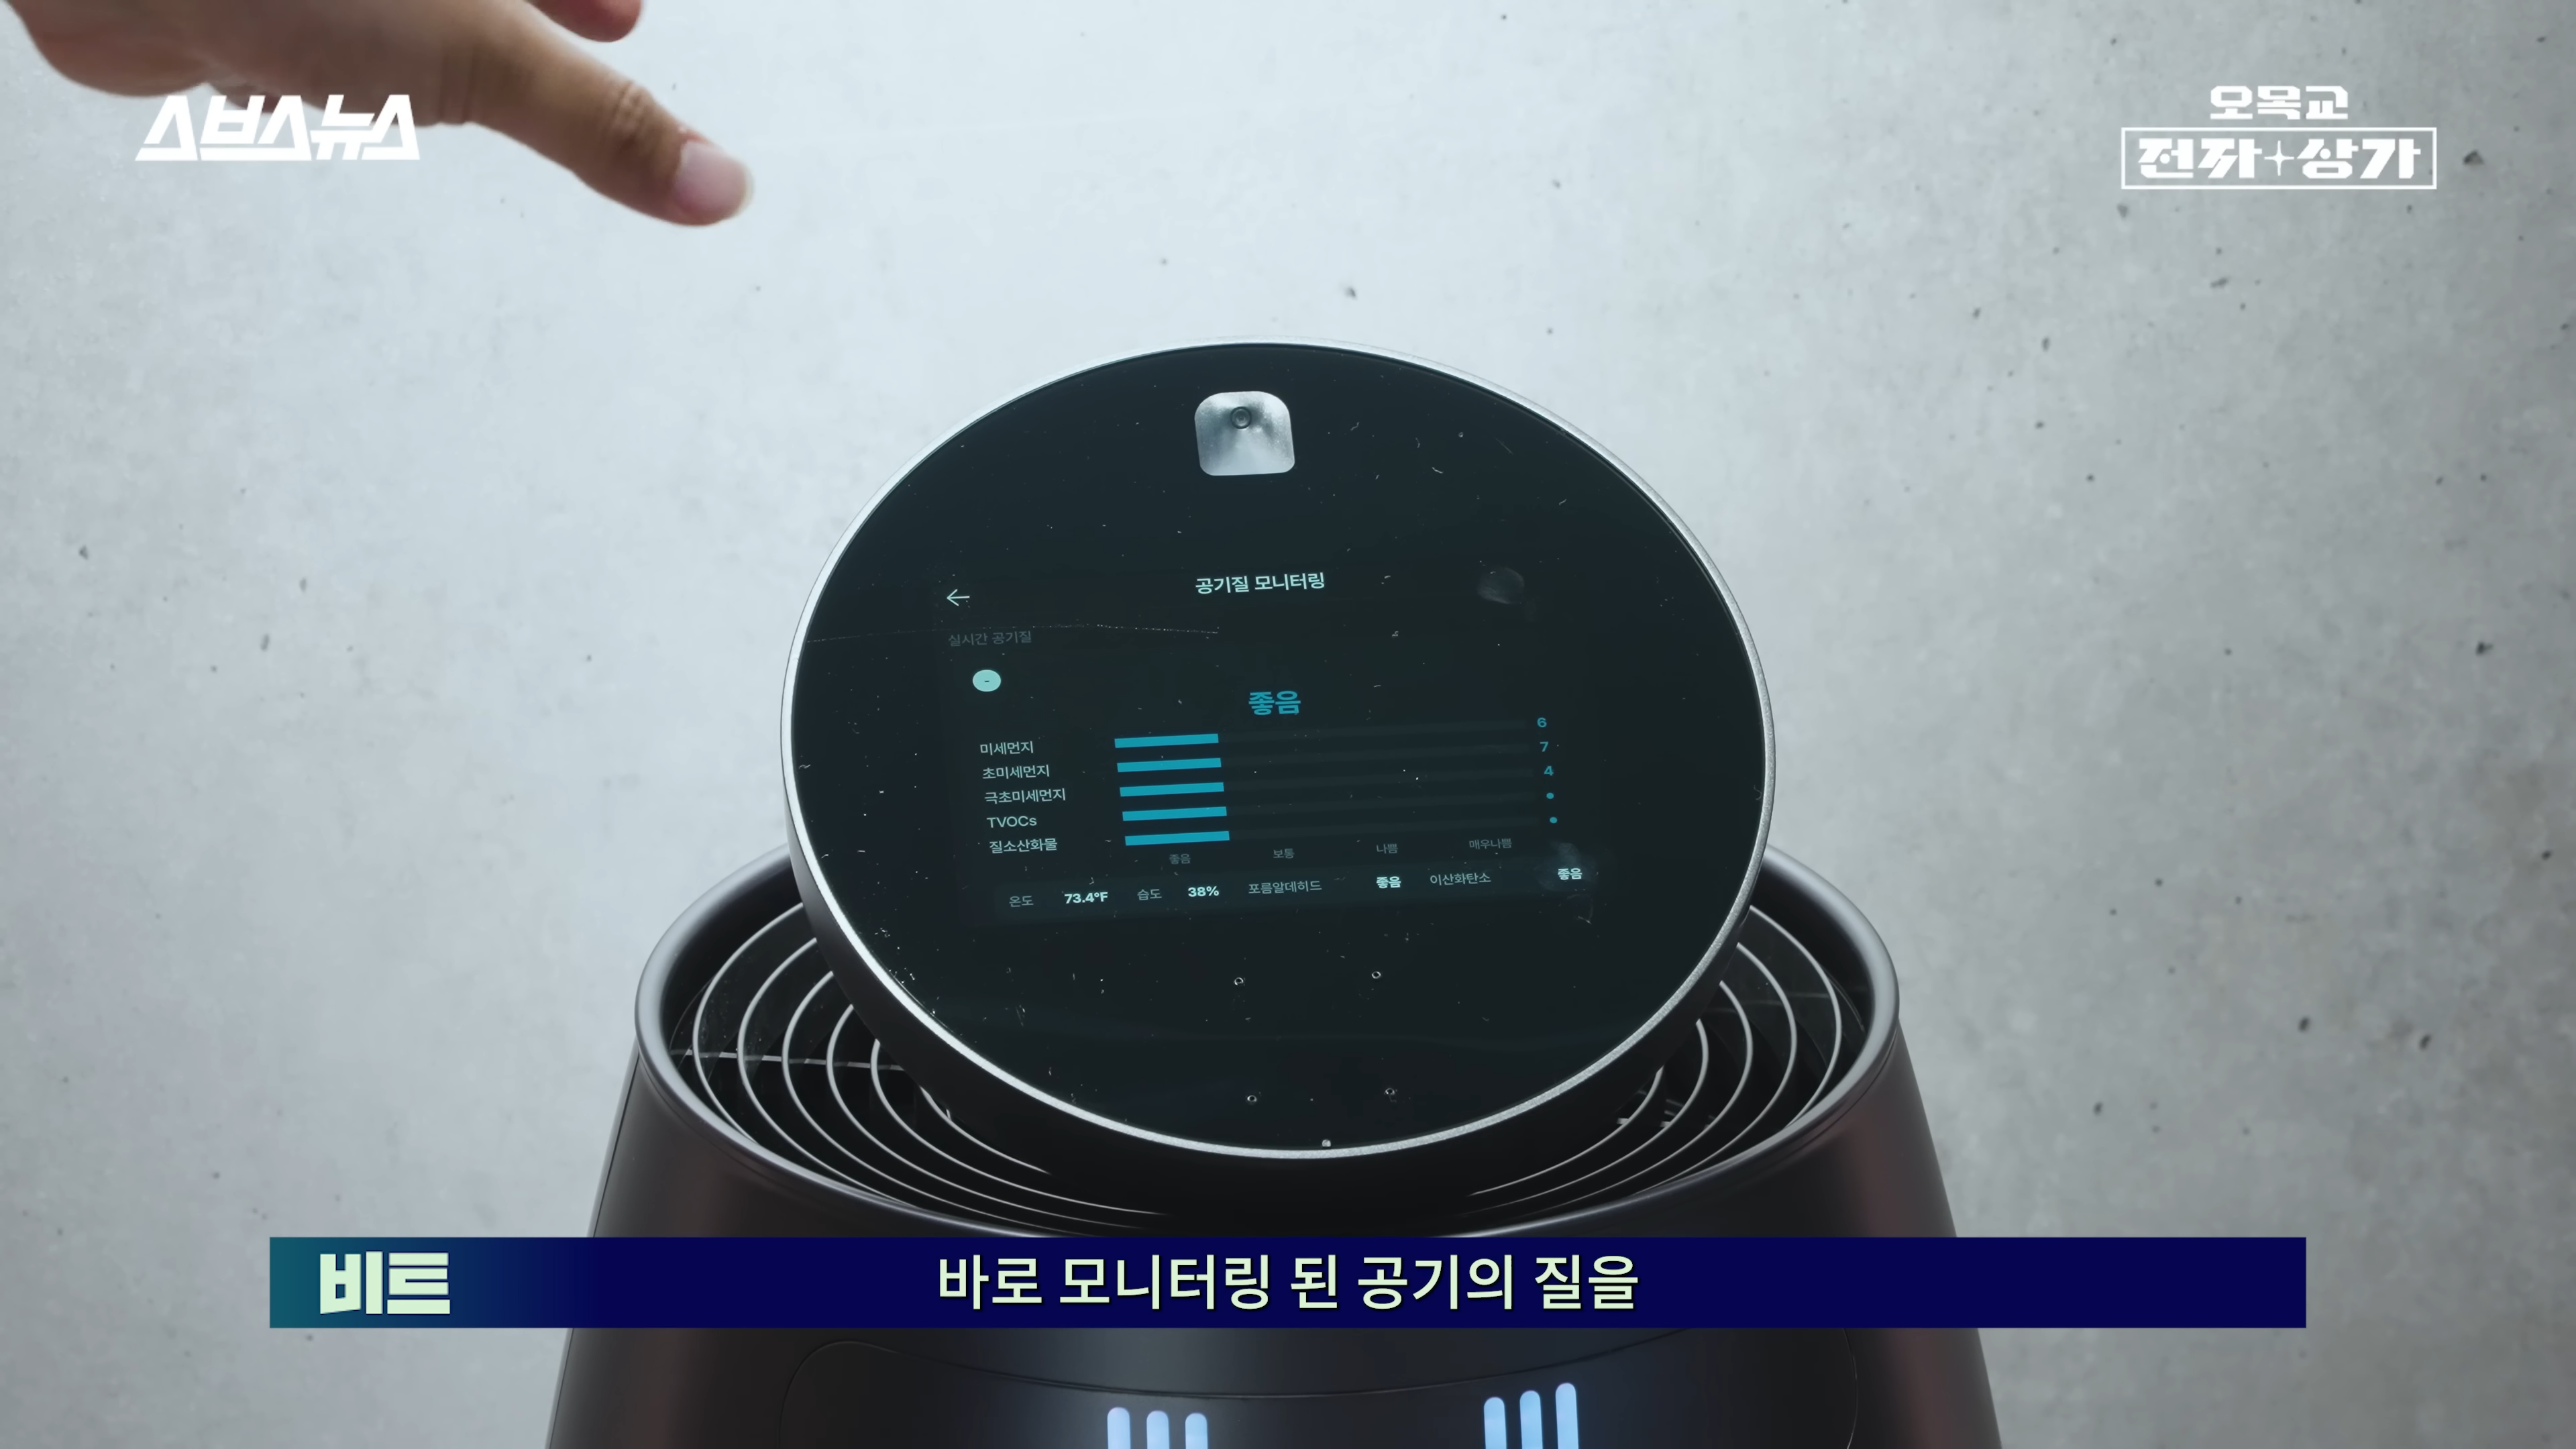 스브스뉴스
오목교
전자상가
공기질 모니터링
실시간 공기질
좋음
미세먼지 6
초미세먼지 7
극초미세먼지 4
TVOCs
질소산화물
좋음 보통 나쁨 매우나쁨
온도 73.4°F 습도 38% 포름알데히드 좋음 이산화탄소 좋음
비트 바로 모니터링 된 공기의 질을